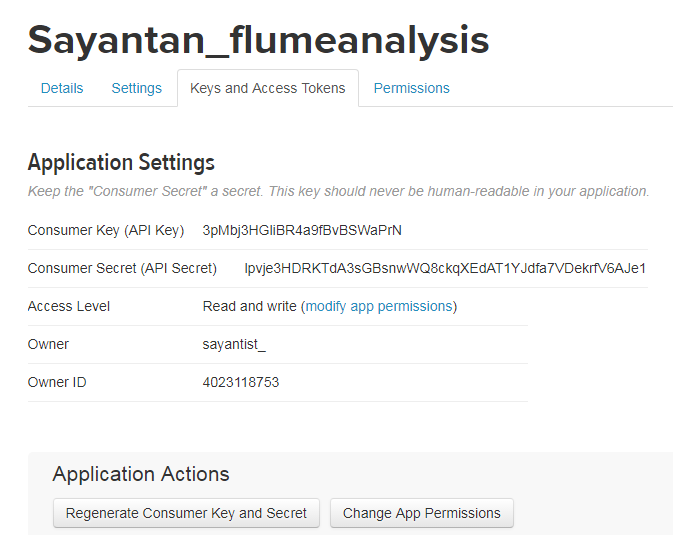 Sayantan_flumeanalysis
Details Settings Keys and Access Tokens Permissions
Application Settings
Keep the "Consumer Secret" a secret. This key should never be human-readable in your application.
Consumer Key (API Key)
Consumer Secret (API Secret)
Access Level Read and write (modify app permissions)
Owner sayantist_
Owner ID 4023118753
Application Actions
Regenerate Consumer Key and Secret Change App Permissions